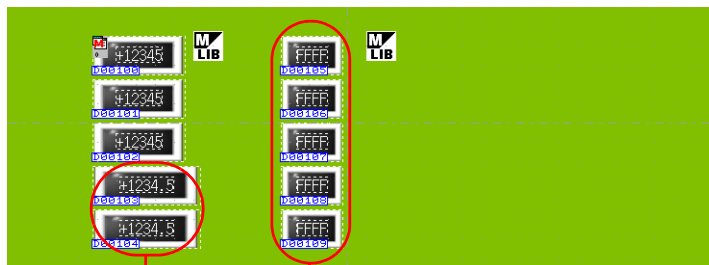 +12345 M LIB FFFF M LIB
D00100 D00105
+12345 FFFF
D00101 D00106
+12345 FFFF
D00102 D00107
+1234.5 FFFF
D00103 D00108
+1234.5 FFFF
D00104 D00109